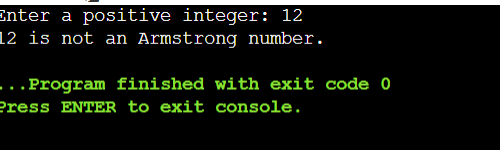 Enter a positive integer: 12
12 is not an Armstrong number.
...Program finished with exit code 0
Press ENTER to exit console.